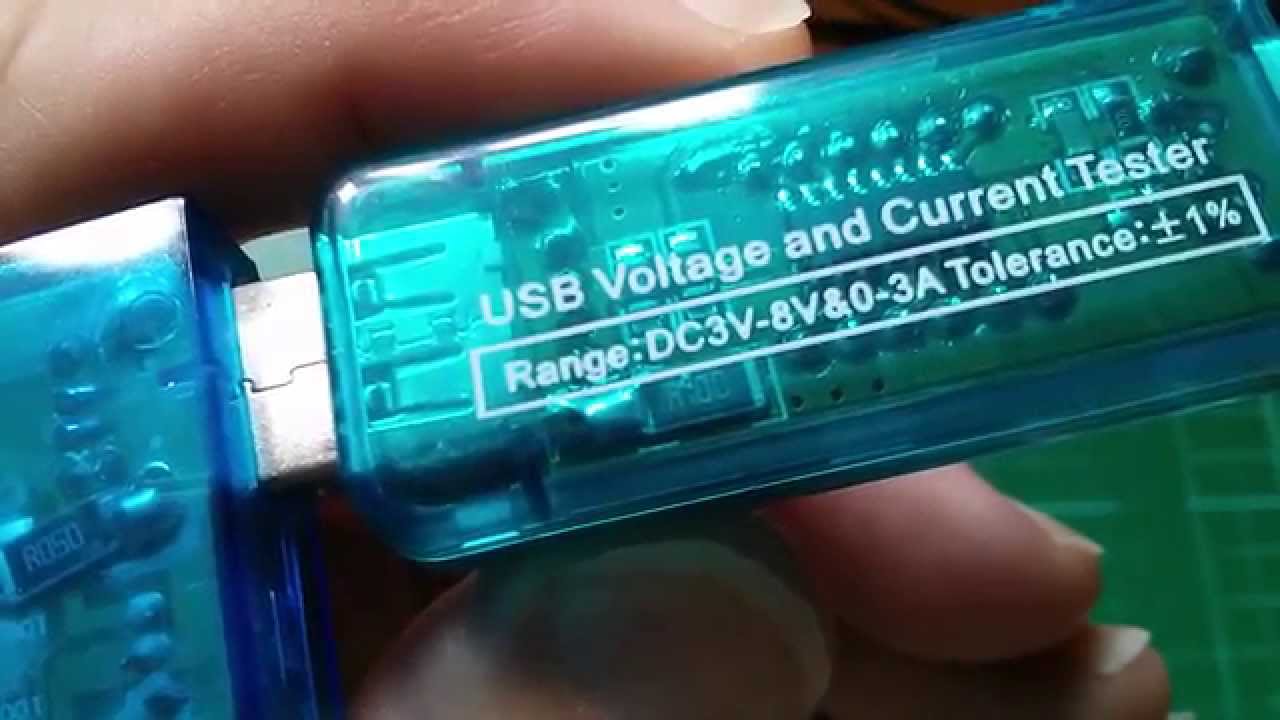 USB Voltage and Current Tester
Range:DC3V-8V&0-3A Tolerance:±1%
R050